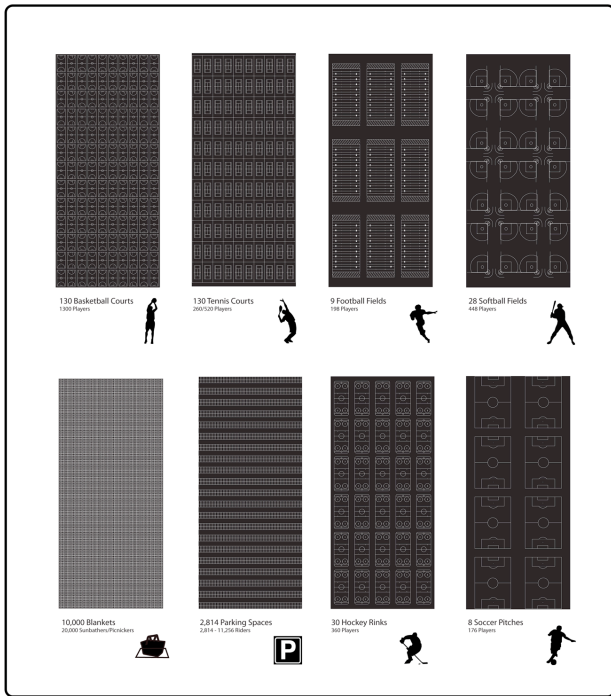 130 Basketball Courts
1300 Players
130 Tennis Courts
260/520 Players
9 Football Fields
198 Players
28 Softball Fields
448 Players
10,000 Blankets
20,000 Sunbathers/Picnickers
2,814 Parking Spaces
2,814 - 11,256 Riders
P
30 Hockey Rinks
360 Players
8 Soccer Pitches
176 Players